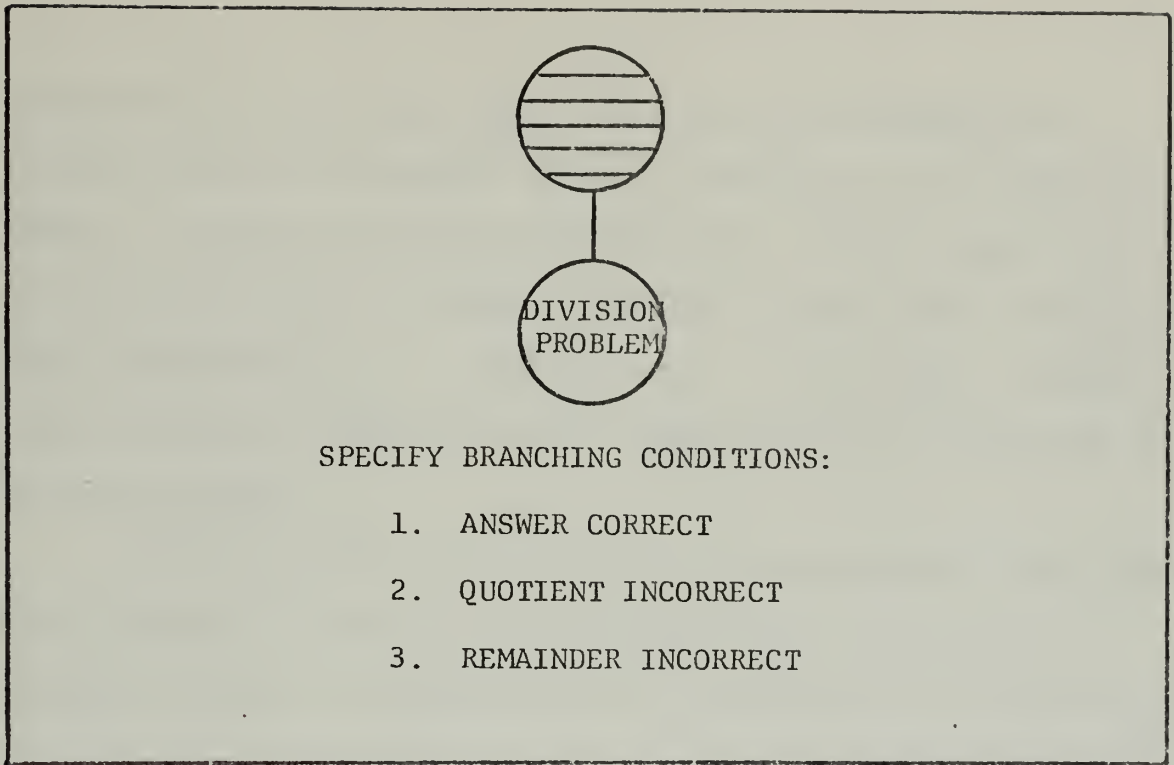 DIVISION
PROBLEM
SPECIFY BRANCHING CONDITIONS:
1. ANSWER CORRECT
2. QUOTIENT INCORRECT
3. REMAINDER INCORRECT